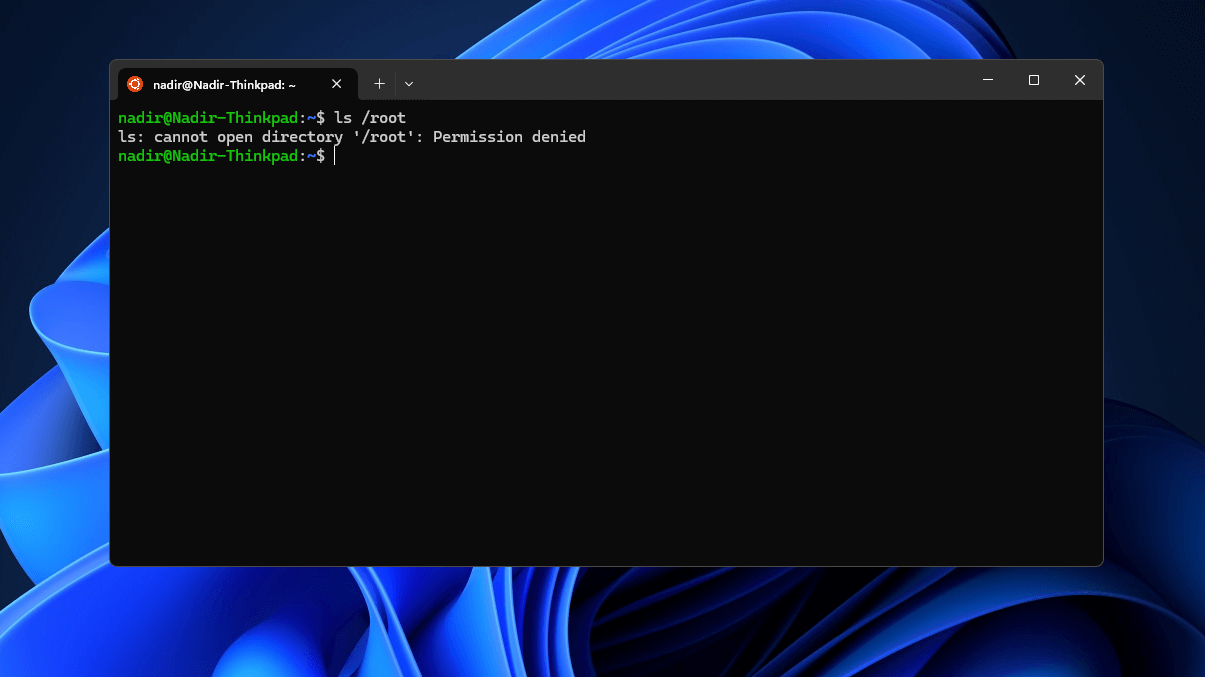 nadir@Nadir-Thinkpad: ~
nadir@Nadir-Thinkpad:~$ ls /root
ls: cannot open directory '/root': Permission denied
nadir@Nadir-Thinkpad:~$